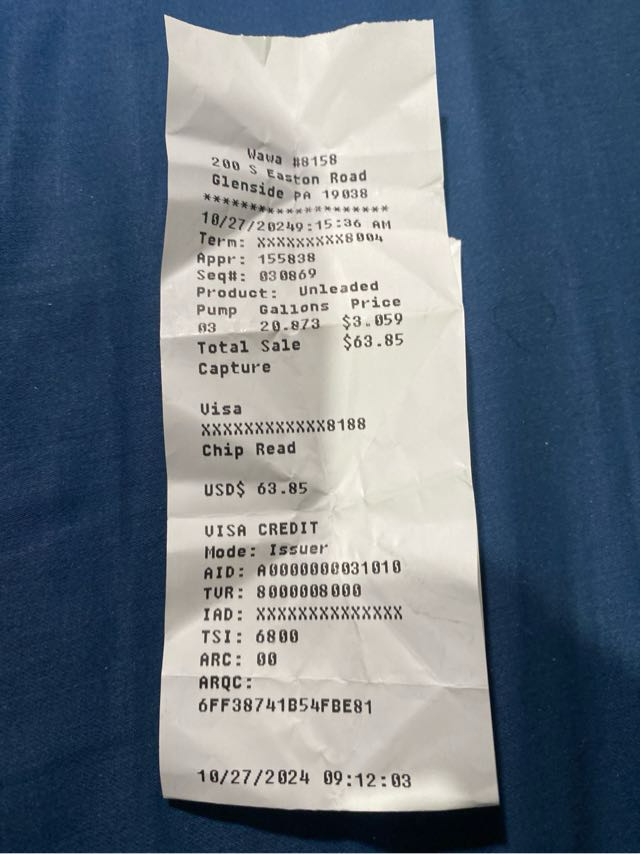 Wawa #8158
200 S Easton Road
Glenside PA 19038
********************
10/27/20249:15:36 AM
Term: XXXXXXXXX8004
Appr: 155838
Seq#: 030869
Product: Unleaded
Pump Gallons Price
03 20.873 $3.059
Total Sale $63.85
Capture
Visa
XXXXXXXXXXXX8188
Chip Read
USD$ 63.85
VISA CREDIT
Mode: Issuer
AID: A0000000031010
TVR: 8000008000
IAD: XXXXXXXXXXXXXX
TSI: 6800
ARC: 00
ARQC:
6FF38741B54FBE81
10/27/2024 09:12:03